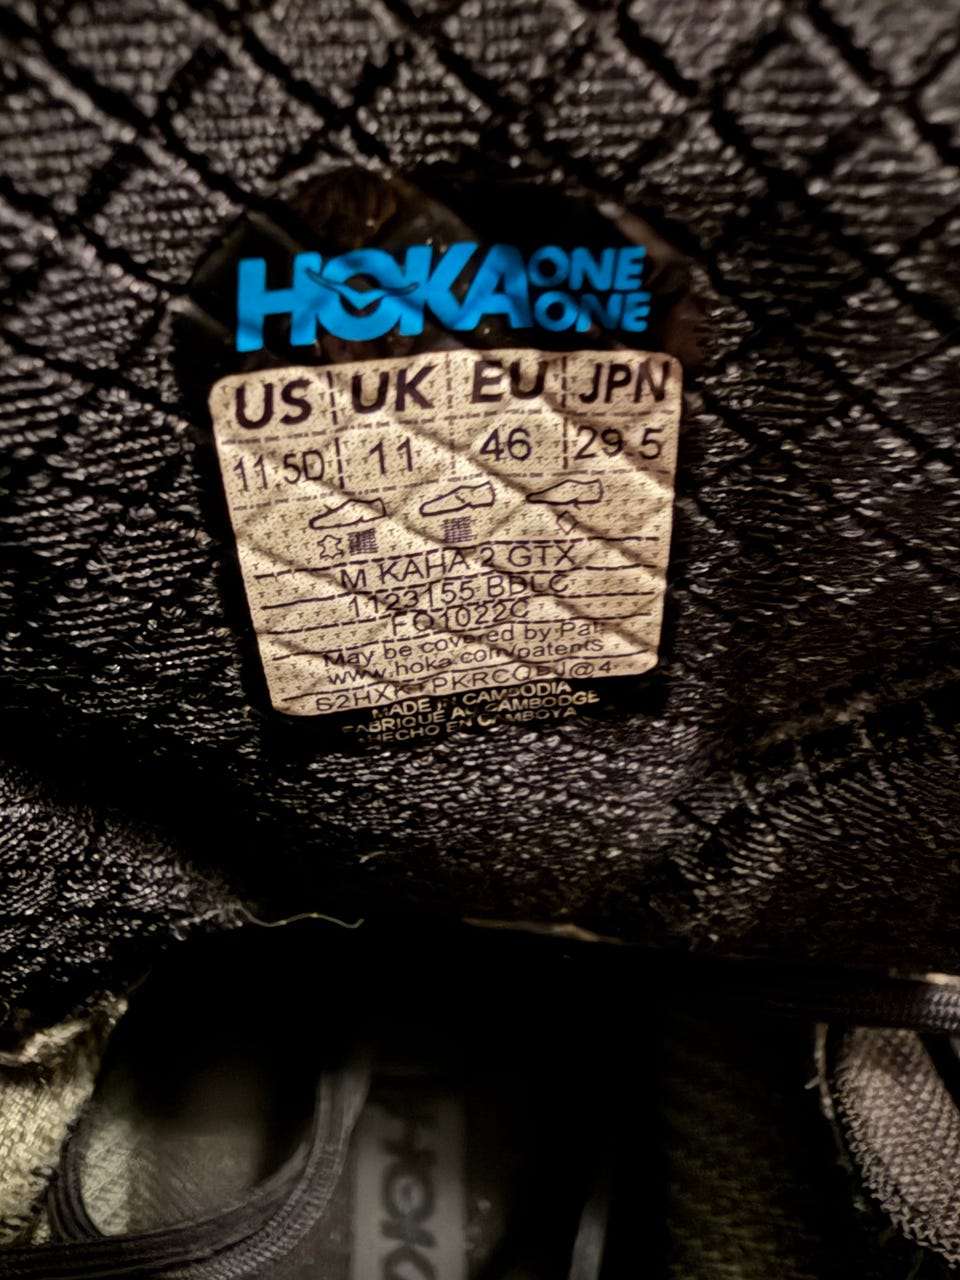 HOKA ONE ONE
US UK EU JPN
11.5D 11 46 29.5
M KAHA 2 GTX
1123155 BBLC
FO1022C
May be covered by Pat.
www.hoka.com/patents
MADE IN CAMBODIA
FABRIQUÉ AU CAMBODGE
HECHO EN CAMBOYA
HOKA